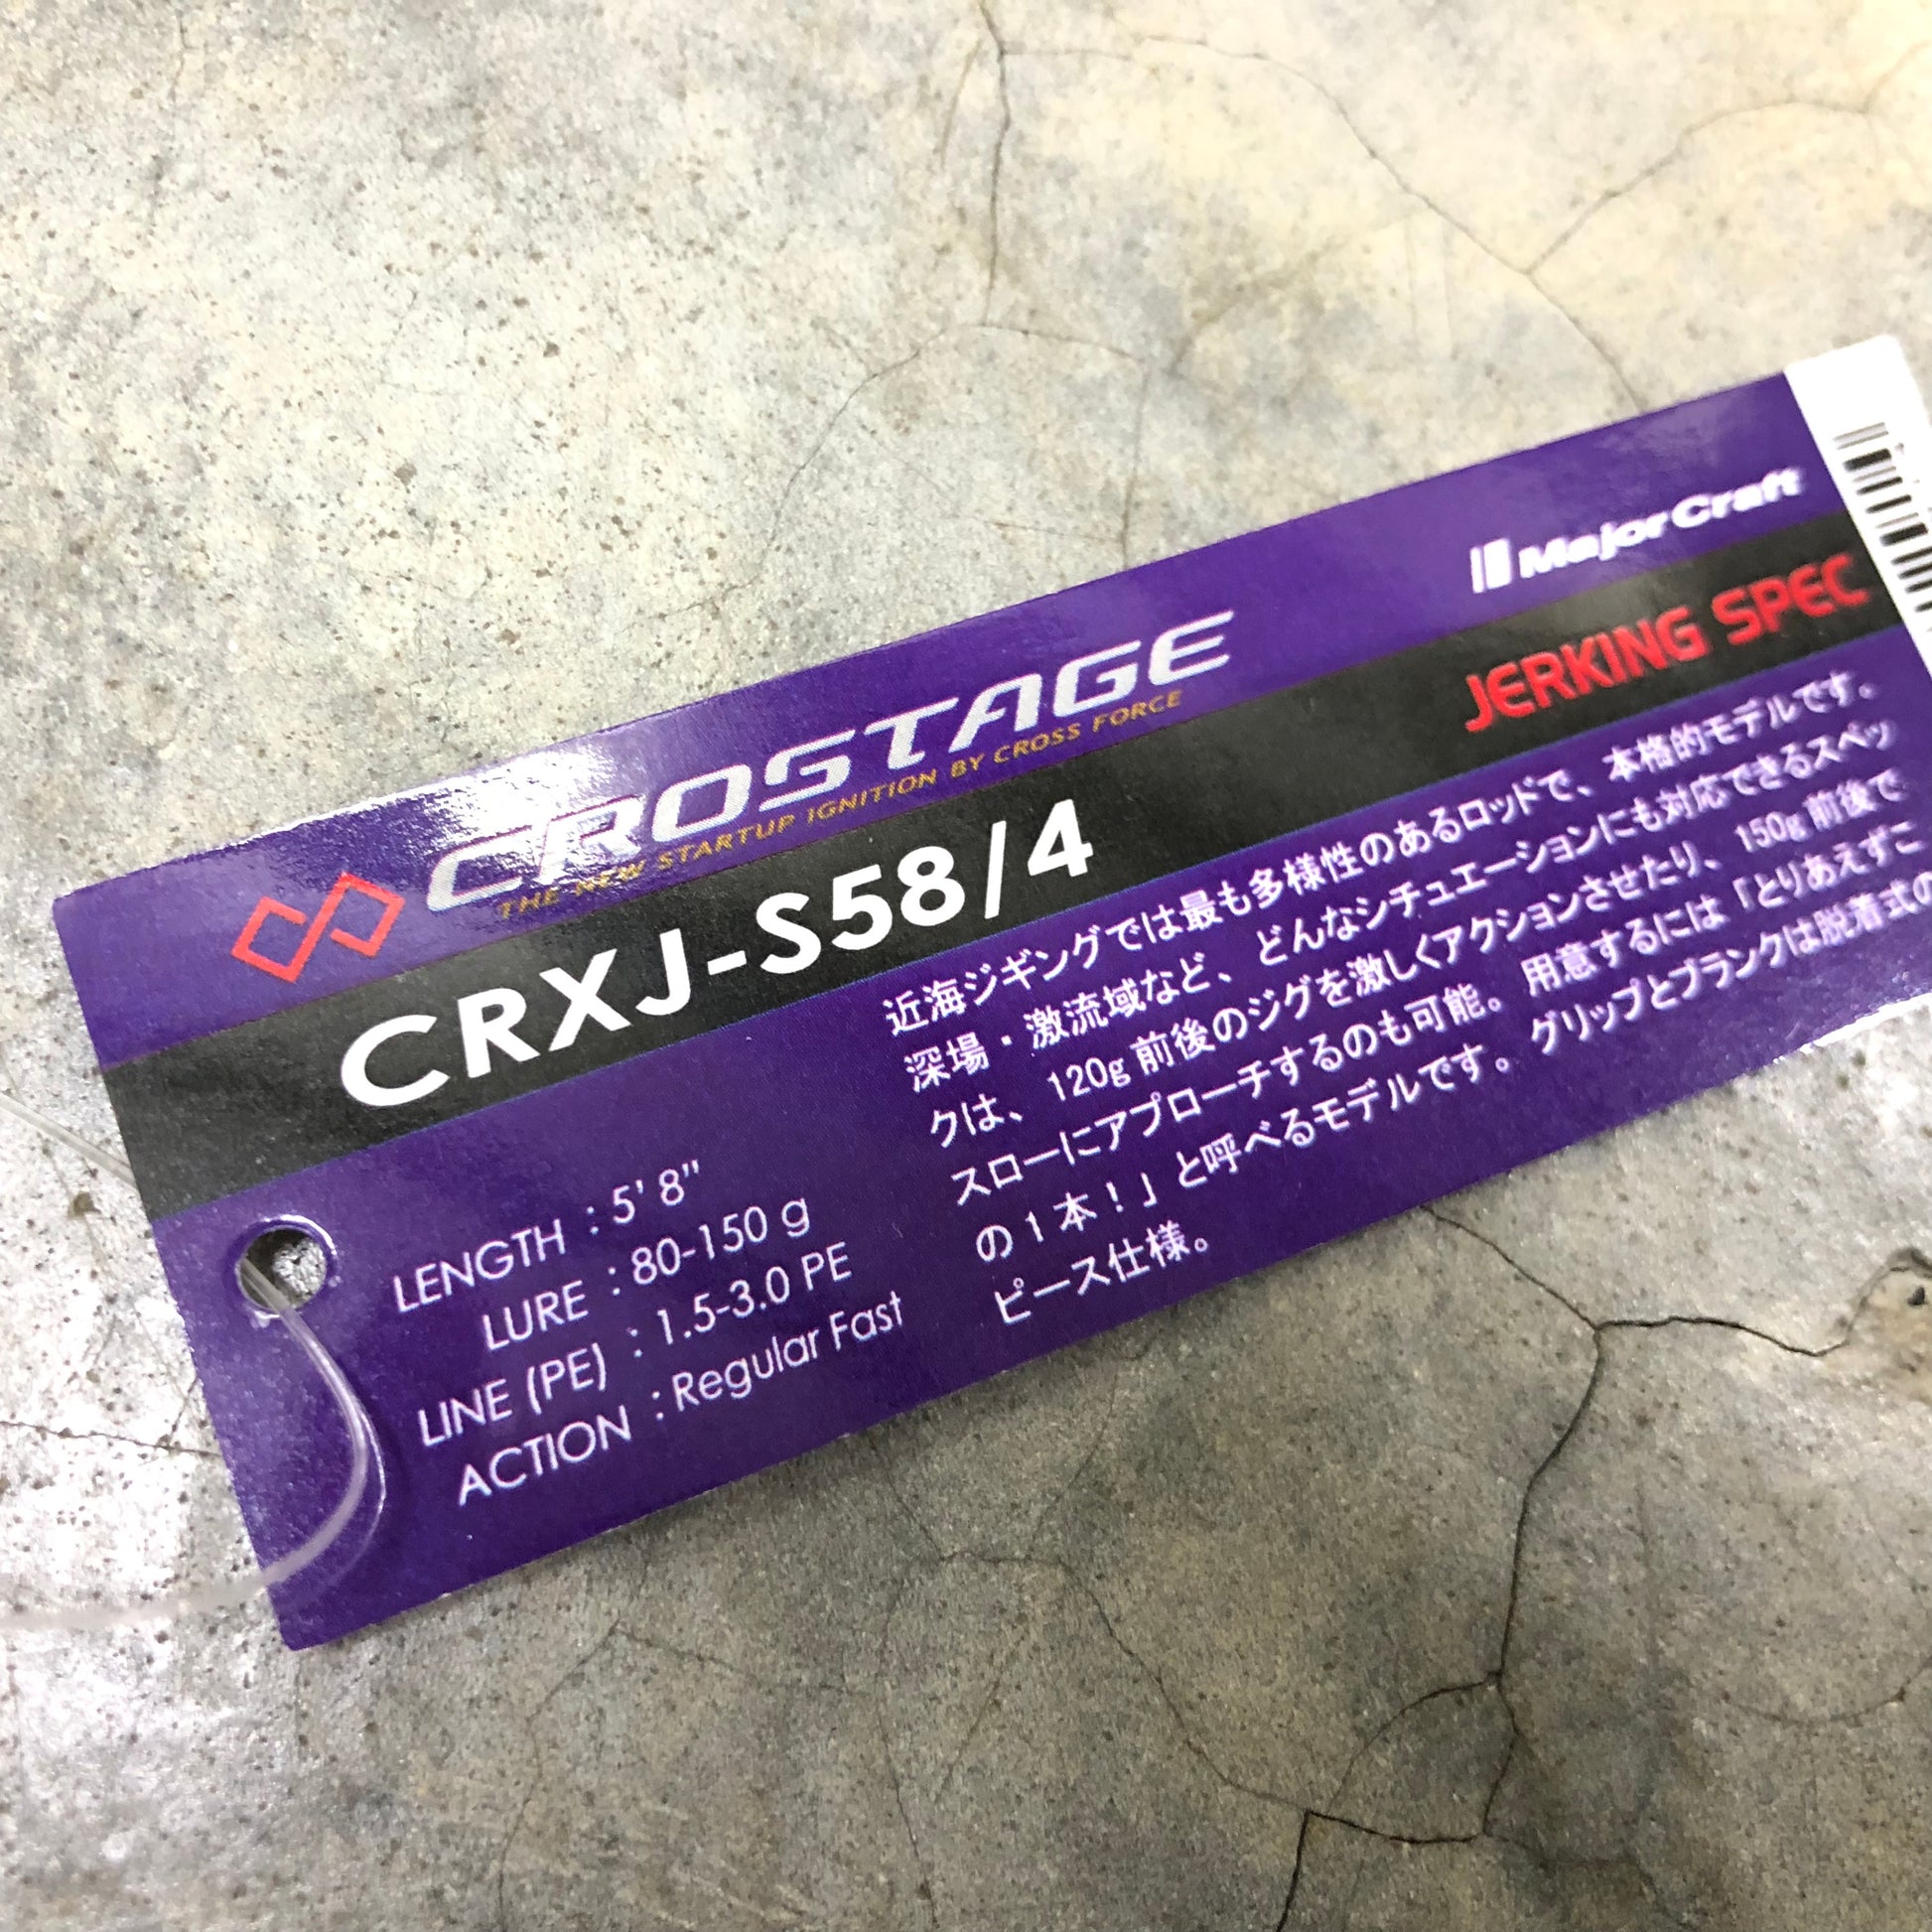 MajorCraft
CROSTAGE
THE NEW STARTUP IGNITION BY CROSS FORCE
JERKING SPEC
CRXJ-S58/4
LENGTH : 5' 8"
LURE : 80-150 g
LINE (PE) : 1.5-3.0 PE
ACTION : Regular Fast
近海ジギングでは最も多様性のあるロッドで、本格的モデルです。
深場・激流域など、どんなシチュエーションにも対応できるスペッ
クは、120g 前後のジグを激しくアクションさせたり、150g 前後で
スローにアプローチするのも可能。用意するには「とりあえずこ
の1本！」と呼べるモデルです。グリップとブランクは脱着式の
ピース仕様。